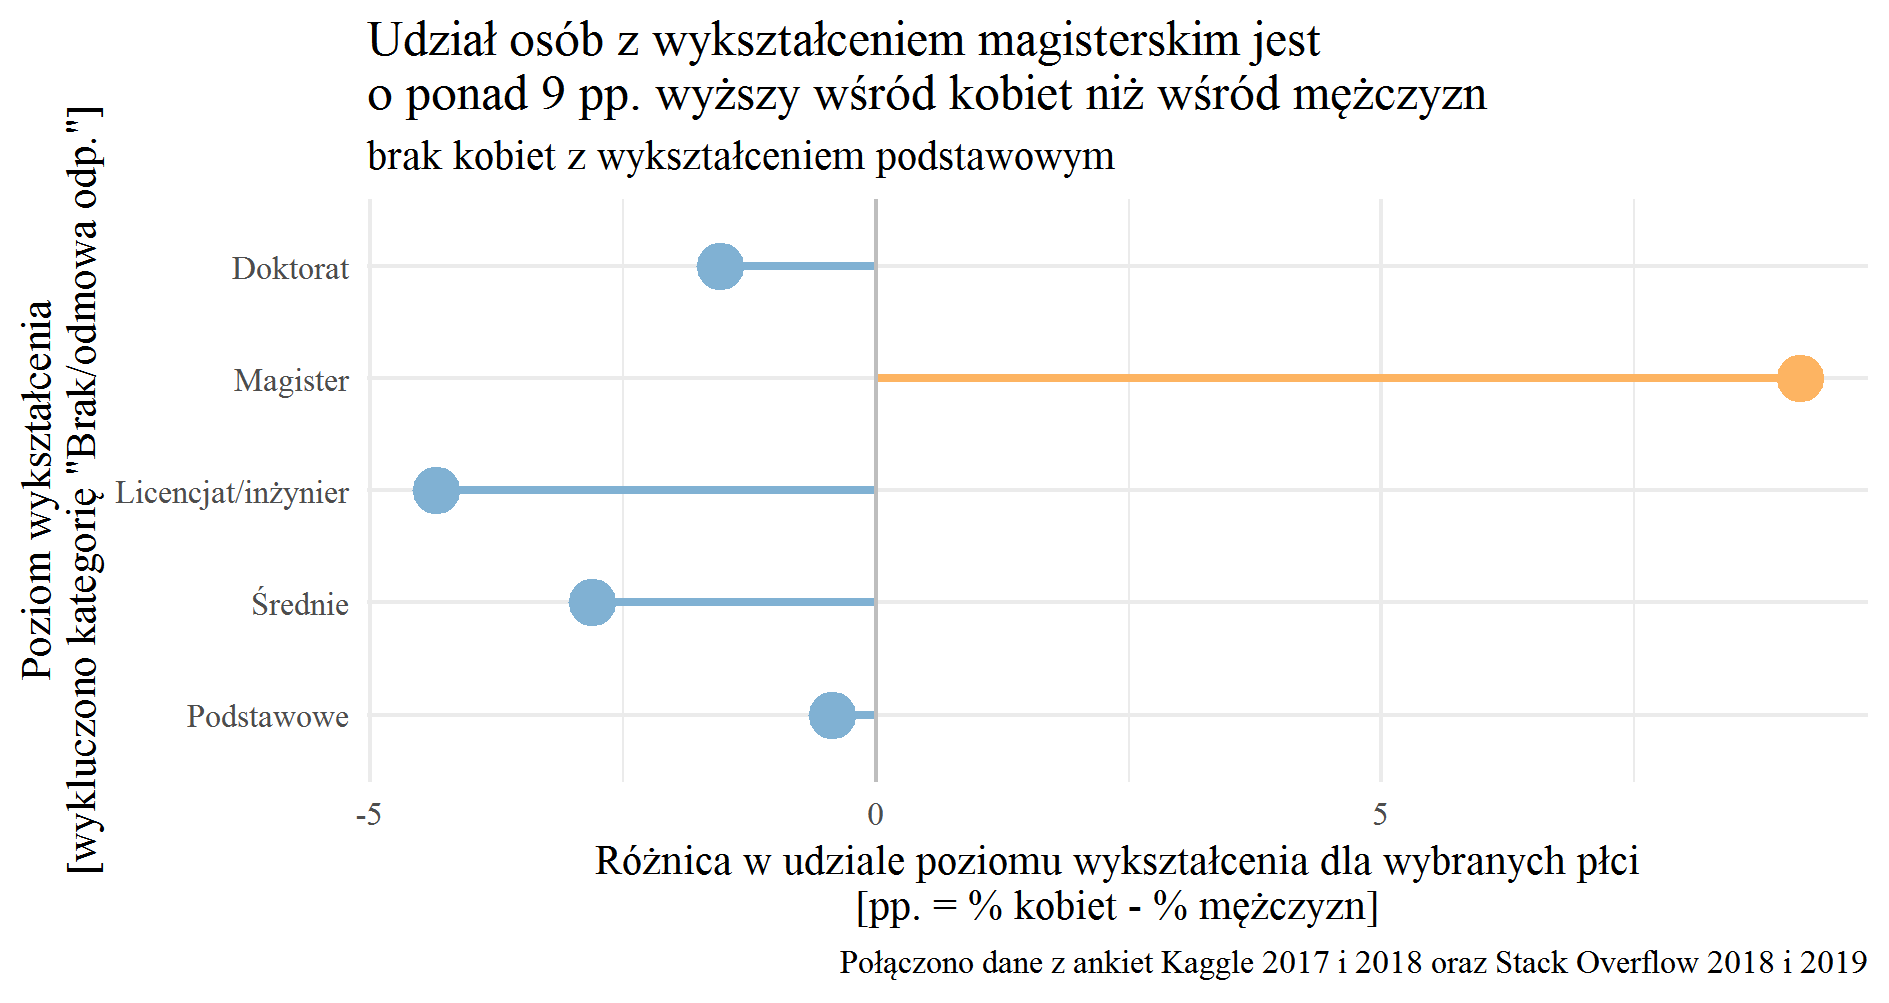 Udział osób z wykształceniem magisterskim jest
o ponad 9 pp. wyższy wśród kobiet niż wśród mężczyzn
brak kobiet z wykształceniem podstawowym
Poziom wykształcenia
[wykluczono kategorię "Brak/odmowa odp."]
Doktorat
Magister
Licencjat/inżynier
Średnie
Podstawowe
-5
0
5
Różnica w udziale poziomu wykształcenia dla wybranych płci
[pp. = % kobiet - % mężczyzn]
Połączono dane z ankiet Kaggle 2017 i 2018 oraz Stack Overflow 2018 i 2019